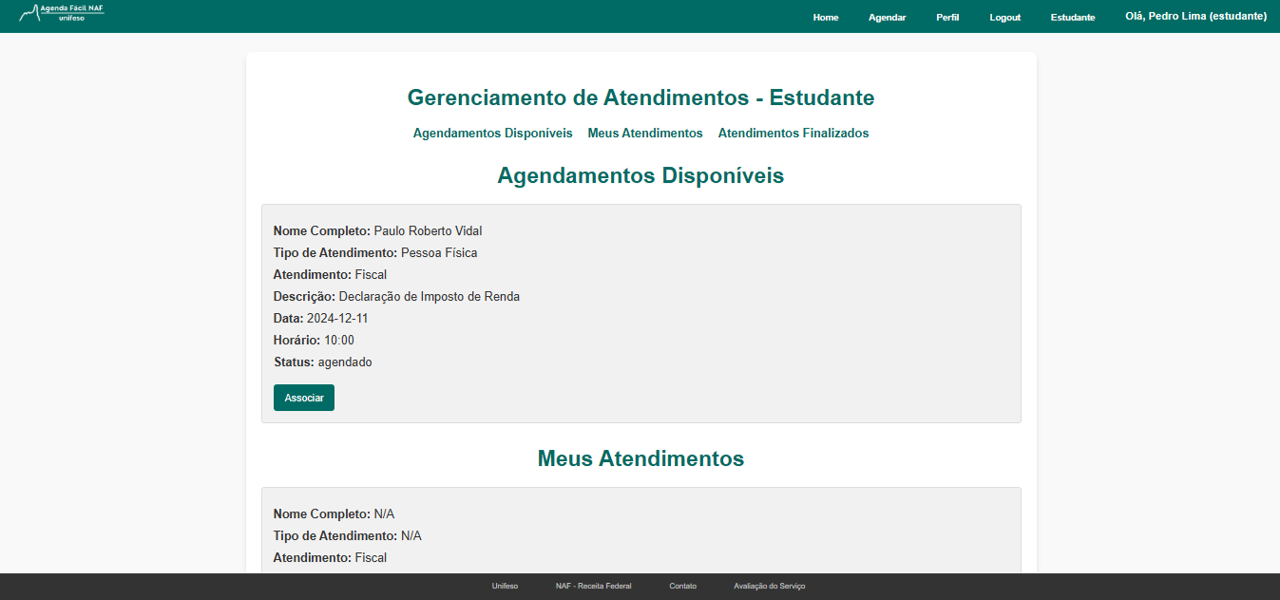 Agenda Fácil NAF
unifeso
Home Agendar Perfil Logout Estudante Olá, Pedro Lima (estudante)
Gerenciamento de Atendimentos - Estudante
Agendamentos Disponíveis Meus Atendimentos Atendimentos Finalizados
Agendamentos Disponíveis
Nome Completo: Paulo Roberto Vidal
Tipo de Atendimento: Pessoa Física
Atendimento: Fiscal
Descrição: Declaração de Imposto de Renda
Data: 2024-12-11
Horário: 10:00
Status: agendado
Associar
Meus Atendimentos
Nome Completo: N/A
Tipo de Atendimento: N/A
Atendimento: Fiscal
Unifeso NAF - Receita Federal Contato Avaliação do Serviço